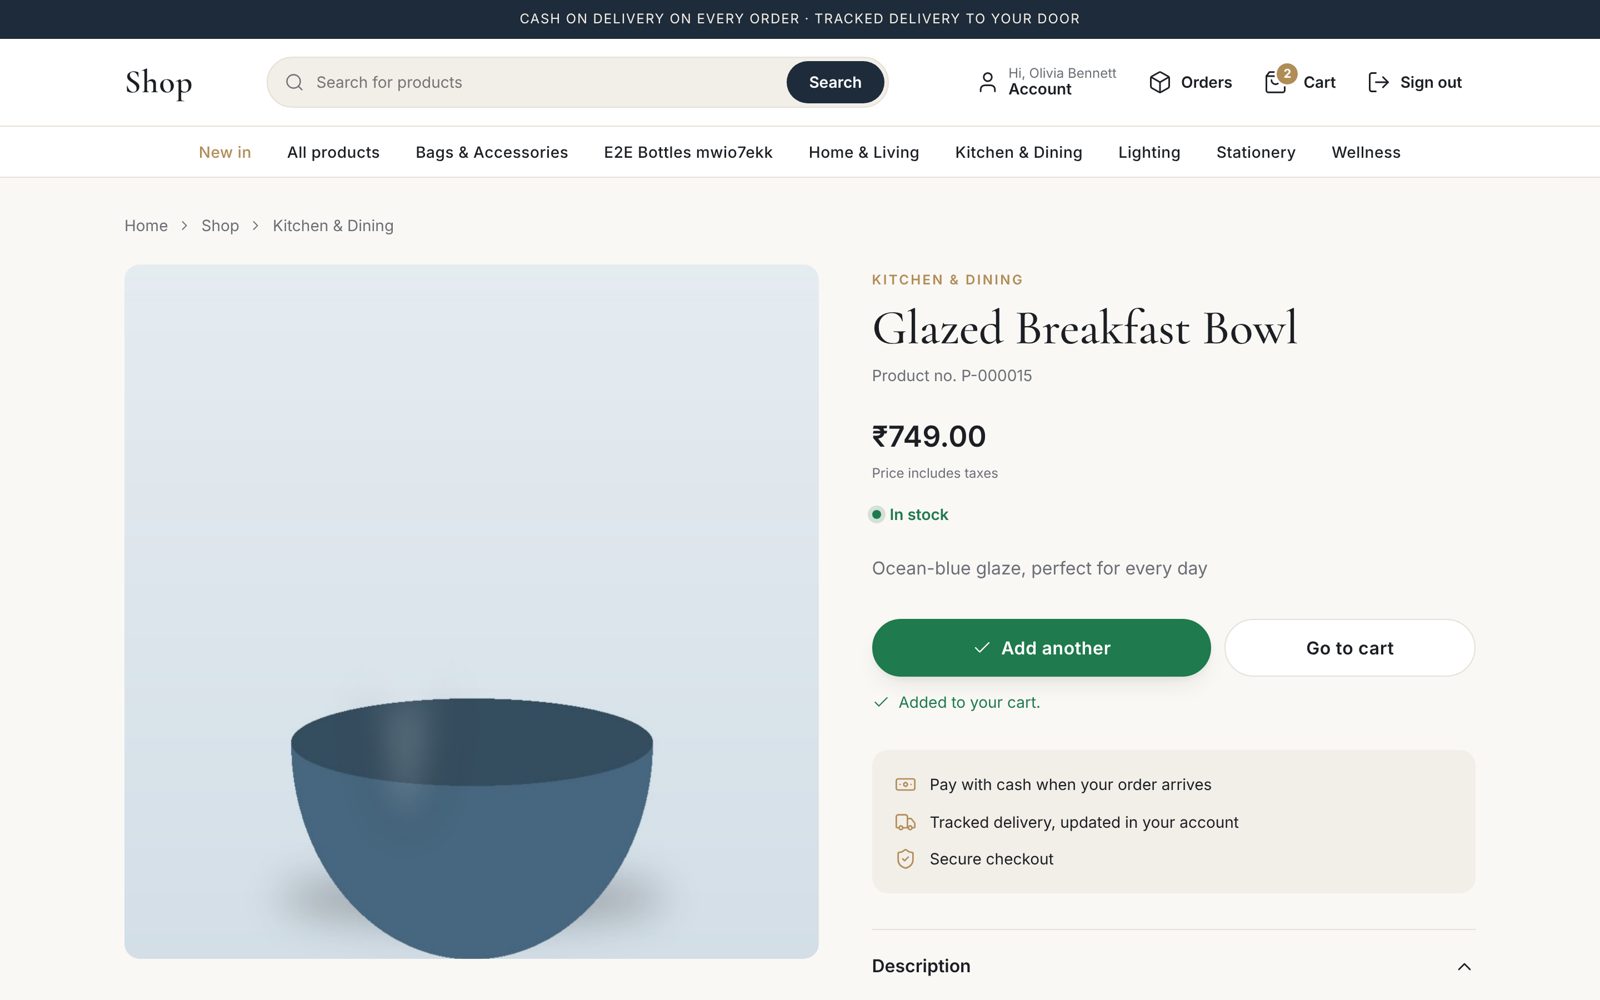 CASH ON DELIVERY ON EVERY ORDER · TRACKED DELIVERY TO YOUR DOOR
Shop
Search for products
Search
Hi, Olivia Bennett
Account
Orders
2
Cart
Sign out
New in
All products
Bags & Accessories
E2E Bottles mwio7ekk
Home & Living
Kitchen & Dining
Lighting
Stationery
Wellness
Home > Shop > Kitchen & Dining
KITCHEN & DINING
Glazed Breakfast Bowl
Product no. P-000015
₹749.00
Price includes taxes
In stock
Ocean-blue glaze, perfect for every day
Add another
Go to cart
Added to your cart.
Pay with cash when your order arrives
Tracked delivery, updated in your account
Secure checkout
Description